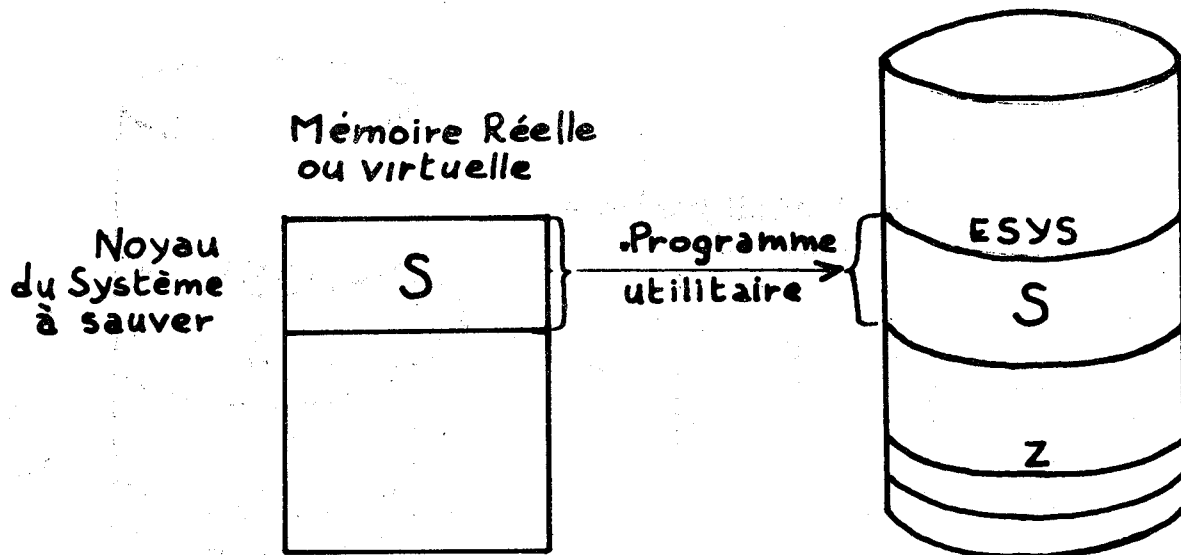 Mémoire Réelle
ou virtuelle
Noyau
du Système
à sauver
S
.Programme
utilitaire
ESYS
S
Z